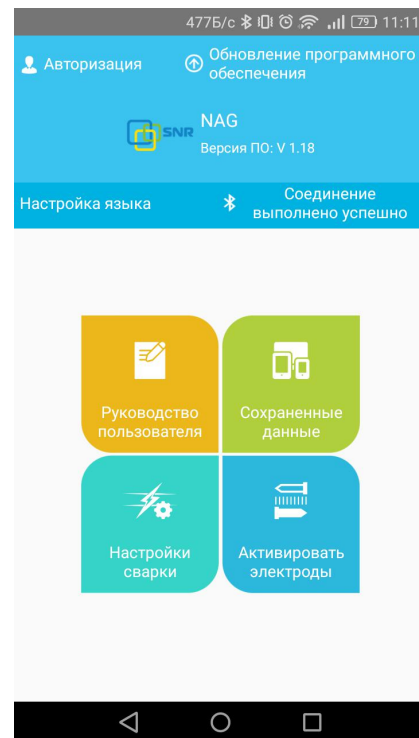 477Б/с 79 11:11
Авторизация
Обновление программного
обеспечения
SNR
NAG
Версия ПО: V 1.18
Настройка языка
Соединение
выполнено успешно
Руководство
пользователя
Сохраненные
данные
Настройки
сварки
Активировать
электроды